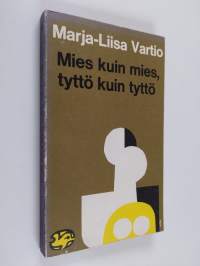 Marja-Liisa Vartio
Mies kuin mies,
tyttö kuin tyttö